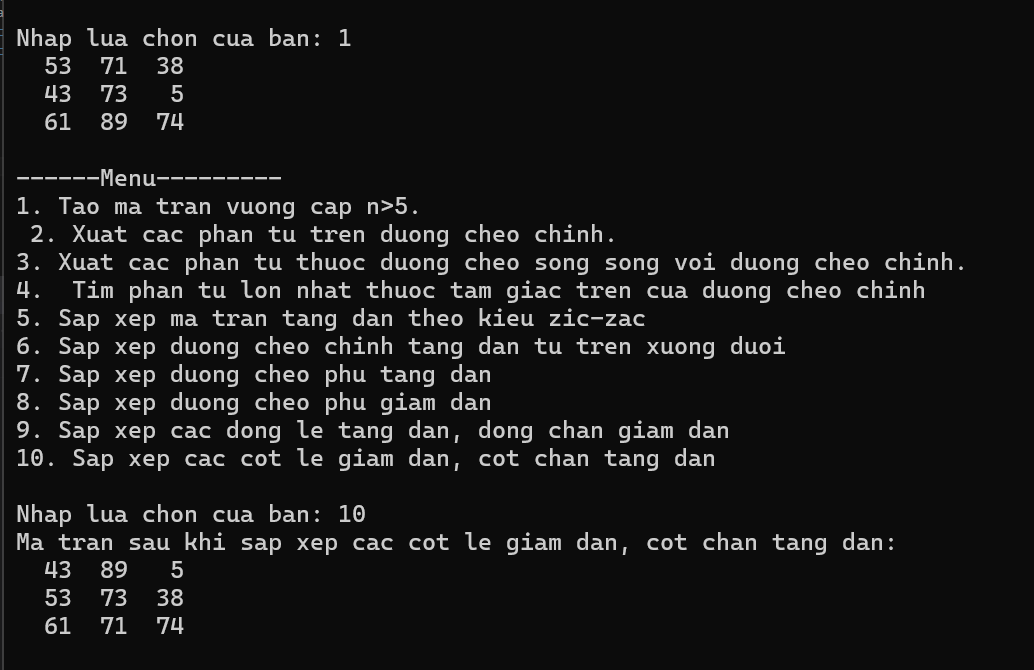 Nhap lua chon cua ban: 1
53 71 38
43 73 5
61 89 74
------Menu---------
1. Tao ma tran vuong cap n>5.
2. Xuat cac phan tu tren duong cheo chinh.
3. Xuat cac phan tu thuoc duong cheo song song voi duong cheo chinh.
4. Tim phan tu lon nhat thuoc tam giac tren cua duong cheo chinh
5. Sap xep ma tran tang dan theo kieu zic-zac
6. Sap xep duong cheo chinh tang dan tu tren xuong duoi
7. Sap xep duong cheo phu tang dan
8. Sap xep duong cheo phu giam dan
9. Sap xep cac dong le tang dan, dong chan giam dan
10. Sap xep cac cot le giam dan, cot chan tang dan
Nhap lua chon cua ban: 10
Ma tran sau khi sap xep cac cot le giam dan, cot chan tang dan:
43 89 5
53 73 38
61 71 74